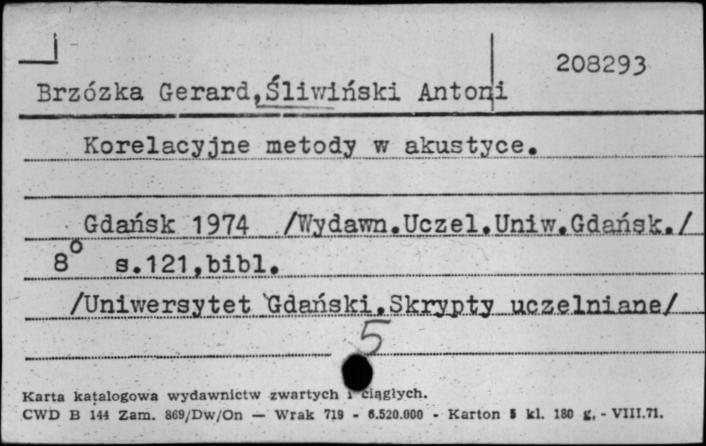 208293
Brzózka Gerard,Śliwiński Antoni
Korelacyjne metody w akustyce.
Gdańsk 1974 /Wydawn.Uczel.Uniw.Gdańsk./
8° s.121,bibl.
/Uniwersytet Gdański.Skrypty uczelniane/
5
Karta katalogowa wydawnictw zwartych i ciągłych.
CWD B 144 Zam. 869/Dw/On — Wrak 719 - 6.520.000 - Karton 5 kl. 180 g. - VIII.71.